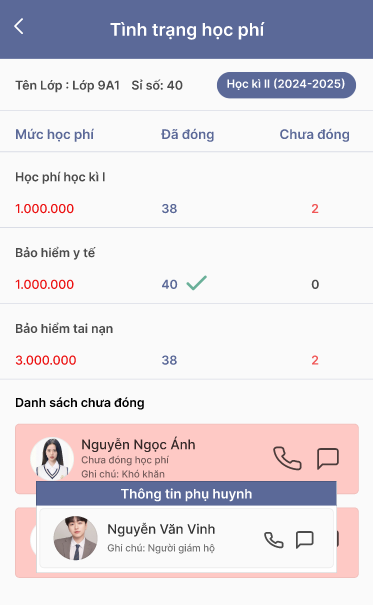 Tình trạng học phí
Tên Lớp : Lớp 9A1 Sỉ số: 40 Học kì II (2024-2025)
Mức học phí Đã đóng Chưa đóng
Học phí học kì I
1.000.000 38 2
Bảo hiểm y tế
1.000.000 40 0
Bảo hiểm tai nạn
3.000.000 38 2
Danh sách chưa đóng
Nguyễn Ngọc Ánh
Chưa đóng học phí
Ghi chú: Khó khăn
Thông tin phụ huynh
Nguyễn Văn Vinh
Ghi chú: Người giám hộ